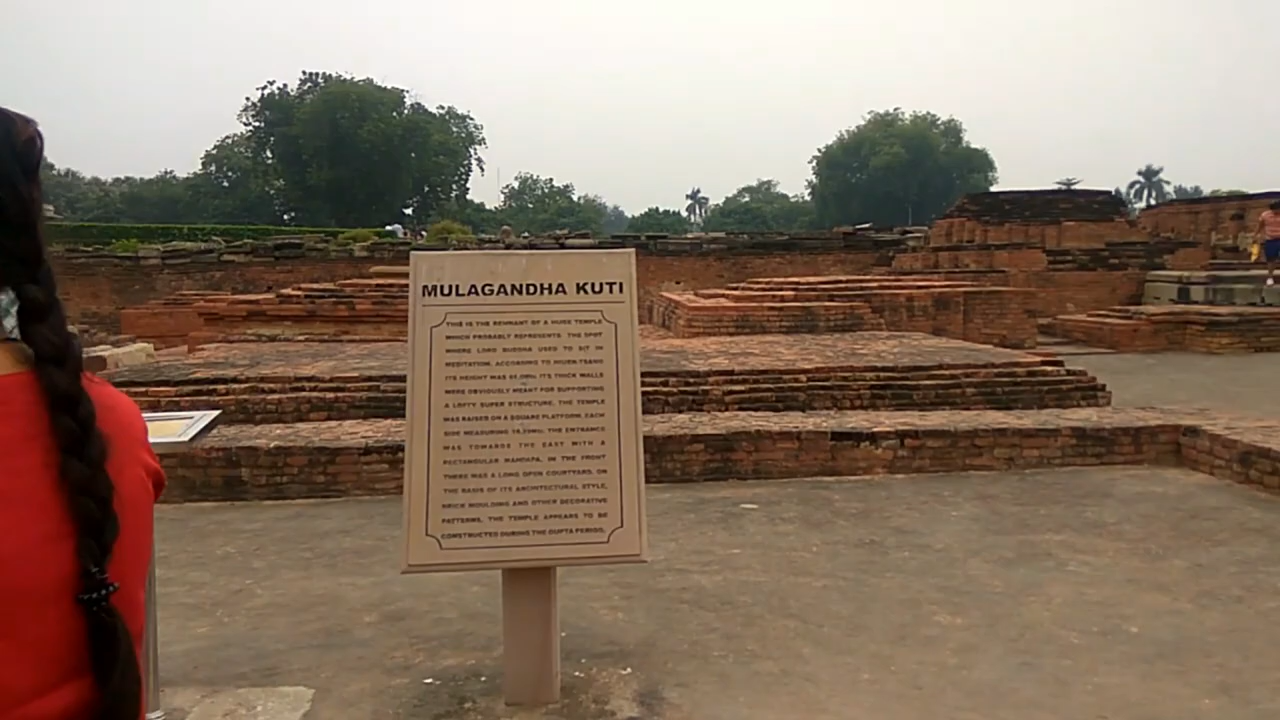 MULAGANDHA KUTI
THIS IS THE REMNANT OF A HUGE TEMPLE
WHICH PROBABLY REPRESENTS THE SPOT
WHERE LORD BUDDHA USED TO SIT IN
MEDITATION. ACCORDING TO HIUEN-TSANG
ITS HEIGHT WAS 61.0Mts. ITS THICK WALLS
WERE OBVIOUSLY MEANT FOR SUPPORTING
A LOFTY SUPER STRUCTURE. THE TEMPLE
WAS RAISED ON A SQUARE PLATFORM, EACH
SIDE MEASURING THE ENTRANCE
WAS TOWARDS THE EAST WITH A
RECTANGULAR MANDAPA. IN THE FRONT
THERE WAS A LONG OPEN COURTYARD. ON
THE BASIS OF ITS ARCHITECTURAL STYLE,
BRICK MOULDING AND OTHER DECORATIVE
PATTERNS, THE TEMPLE APPEARS TO BE
CONSTRUCTED DURING THE GUPTA PERIOD.